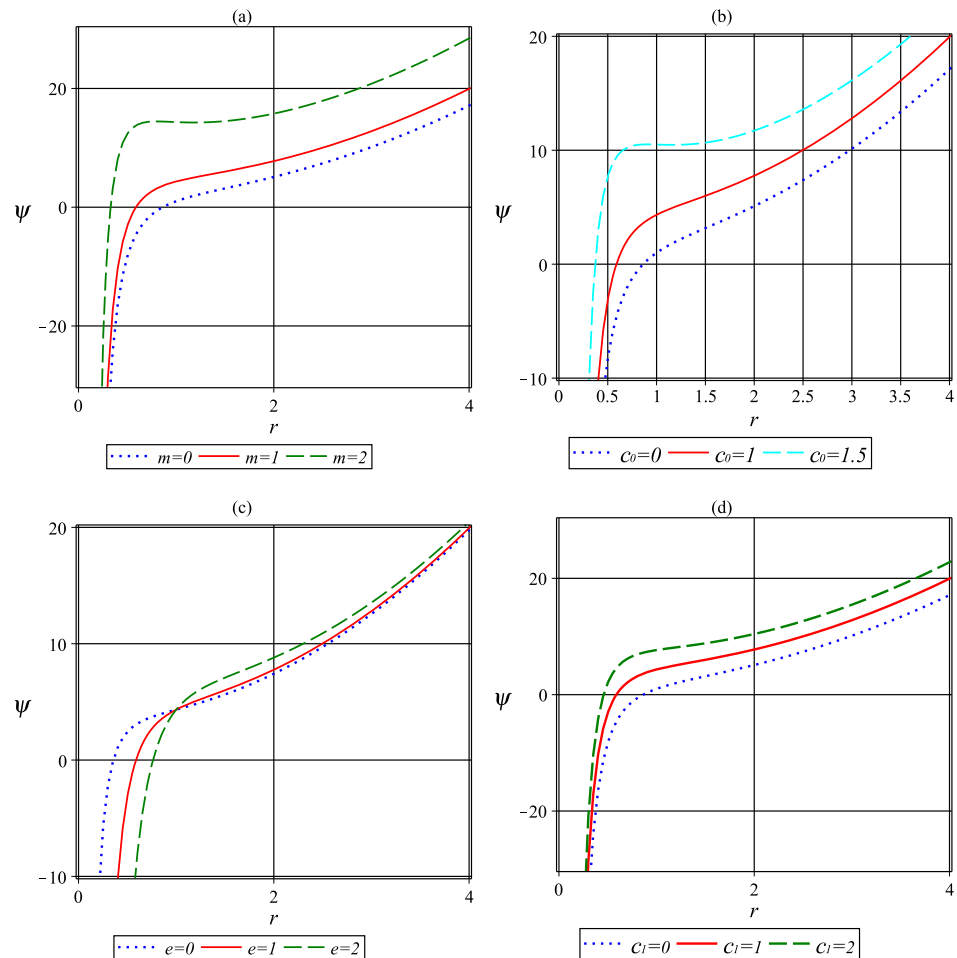 (a)
20
ψ 0
−20
0 2 4
r
m=0 m=1 m=2
(b)
20
10
ψ
0
−10
0 0.5 1 1.5 2 2.5 3 3.5 4
r
c₀=0 c₀=1 c₀=1.5
(c)
20
10
ψ
0
−10
0 2 4
r
e=0 e=1 e=2
(d)
20
ψ 0
−20
0 2 4
r
c₁=0 c₁=1 c₁=2